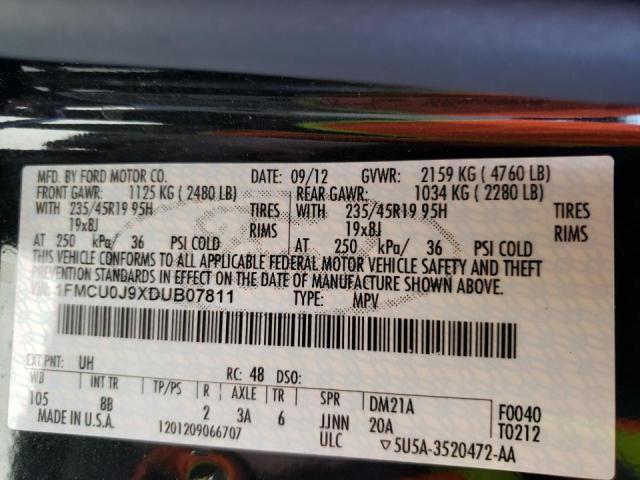 MFD. BY FORD MOTOR CO. DATE: 09/12 GVWR: 2159 KG ( 4760 LB)
FRONT GAWR: 1125 KG ( 2480 LB) REAR GAWR: 1034 KG ( 2280 LB)
WITH 235/45R19 95H TIRES WITH 235/45R19 95H TIRES
19x8J RIMS 19x8J RIMS
AT 250 kPa/ 36 PSI COLD AT 250 kPa/ 36 PSI COLD
THIS VEHICLE CONFORMS TO ALL APPLICABLE FEDERAL MOTOR VEHICLE SAFETY AND THEFT
PREVENTION STANDARDS IN EFFECT ON THE DATE OF MANUFACTURE SHOWN ABOVE.
VIN: 1FMCU0J9XDUB07811 TYPE: MPV
EXT PNT: UH RC: 48 DSO:
WB INT TR TP/PS R AXLE TR SPR DM21A F0040
105 8B 2 3A 6 JJNN 20A T0212
MADE IN U.S.A. 1201209066707 ULC ▽5U5A-3520472-AA